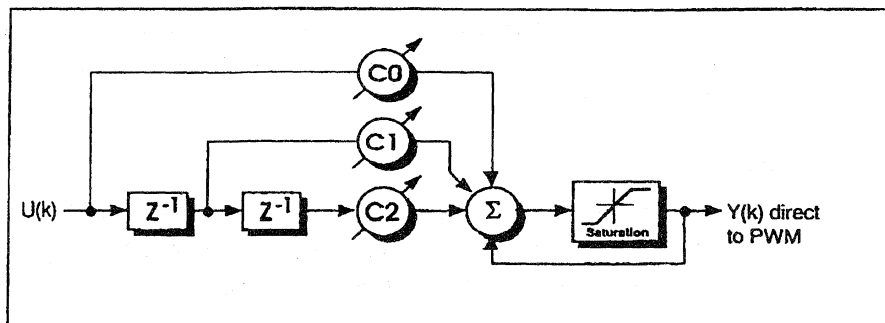 C0
C1
U(k)
Z⁻¹
Z⁻¹
C2
Σ
Saturation
Y(k) direct
to PWM